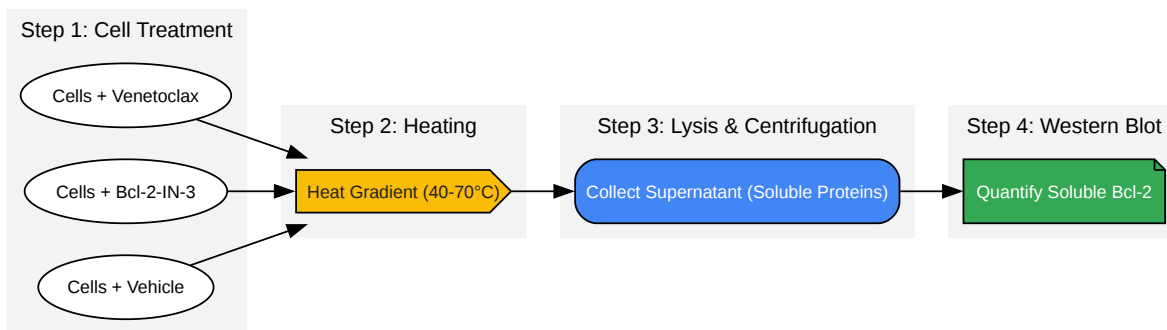 Step 1: Cell Treatment
Cells + Venetoclax
Cells + Bcl-2-IN-3
Cells + Vehicle
Step 2: Heating
Heat Gradient (40-70°C)
Step 3: Lysis & Centrifugation
Collect Supernatant (Soluble Proteins)
Step 4: Western Blot
Quantify Soluble Bcl-2